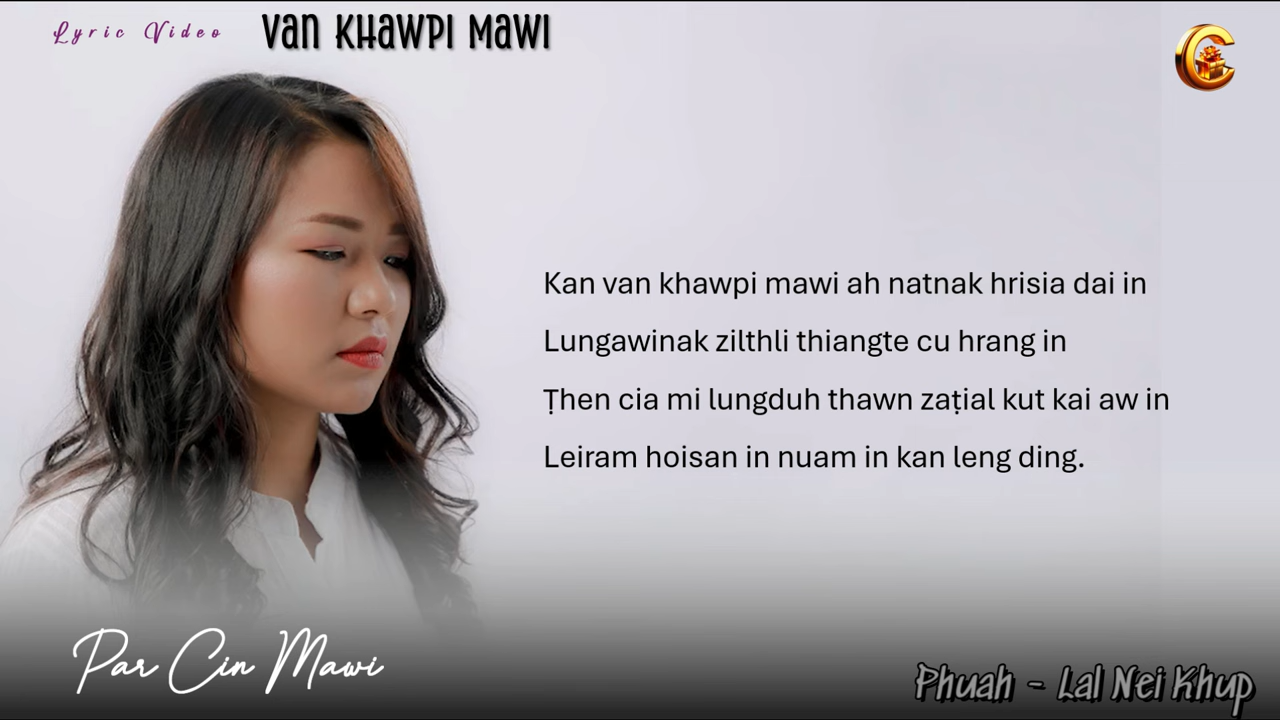 Lyric Video
Van Khawpi Mawi
Kan van khawpi mawi ah natnak hrisia dai in
Lungawinak zilthli thiangte cu hrang in
Ṭhen cia mi lungduh thawn zaṭial kut kai aw in
Leiram hoisan in nuam in kan leng ding.
Par Cin Mawi
Phuah - Lal Nei Khup